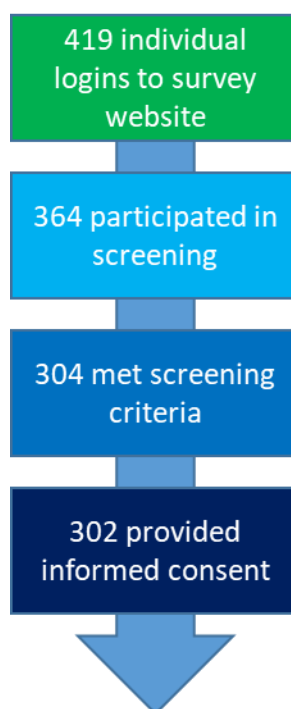 419 individual
logins to survey
website
364 participated in
screening
304 met screening
criteria
302 provided
informed consent